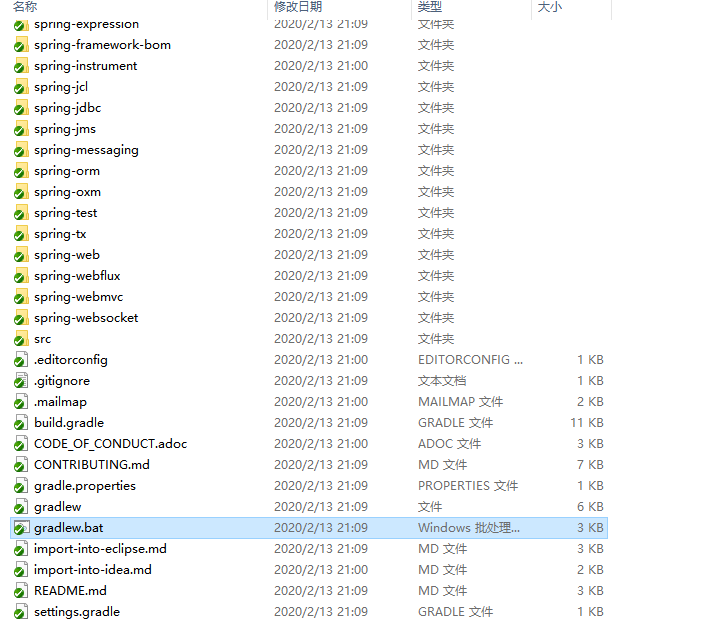 名称 修改日期 类型 大小
spring-expression 2020/2/13 21:09 文件夹
spring-framework-bom 2020/2/13 21:09 文件夹
spring-instrument 2020/2/13 21:00 文件夹
spring-jcl 2020/2/13 21:09 文件夹
spring-jdbc 2020/2/13 21:09 文件夹
spring-jms 2020/2/13 21:09 文件夹
spring-messaging 2020/2/13 21:09 文件夹
spring-orm 2020/2/13 21:09 文件夹
spring-oxm 2020/2/13 21:09 文件夹
spring-test 2020/2/13 21:09 文件夹
spring-tx 2020/2/13 21:09 文件夹
spring-web 2020/2/13 21:09 文件夹
spring-webflux 2020/2/13 21:09 文件夹
spring-webmvc 2020/2/13 21:09 文件夹
spring-websocket 2020/2/13 21:09 文件夹
src 2020/2/13 21:09 文件夹
.editorconfig 2020/2/13 21:00 EDITORCONFIG ... 1 KB
.gitignore 2020/2/13 21:09 文本文档 1 KB
.mailmap 2020/2/13 21:00 MAILMAP 文件 2 KB
build.gradle 2020/2/13 21:09 GRADLE 文件 11 KB
CODE_OF_CONDUCT.adoc 2020/2/13 21:00 ADOC 文件 3 KB
CONTRIBUTING.md 2020/2/13 21:09 MD 文件 7 KB
gradle.properties 2020/2/13 21:09 PROPERTIES 文件 1 KB
gradlew 2020/2/13 21:09 文件 6 KB
gradlew.bat 2020/2/13 21:09 Windows 批处理... 3 KB
import-into-eclipse.md 2020/2/13 21:09 MD 文件 3 KB
import-into-idea.md 2020/2/13 21:00 MD 文件 2 KB
README.md 2020/2/13 21:09 MD 文件 3 KB
settings.gradle 2020/2/13 21:09 GRADLE 文件 1 KB